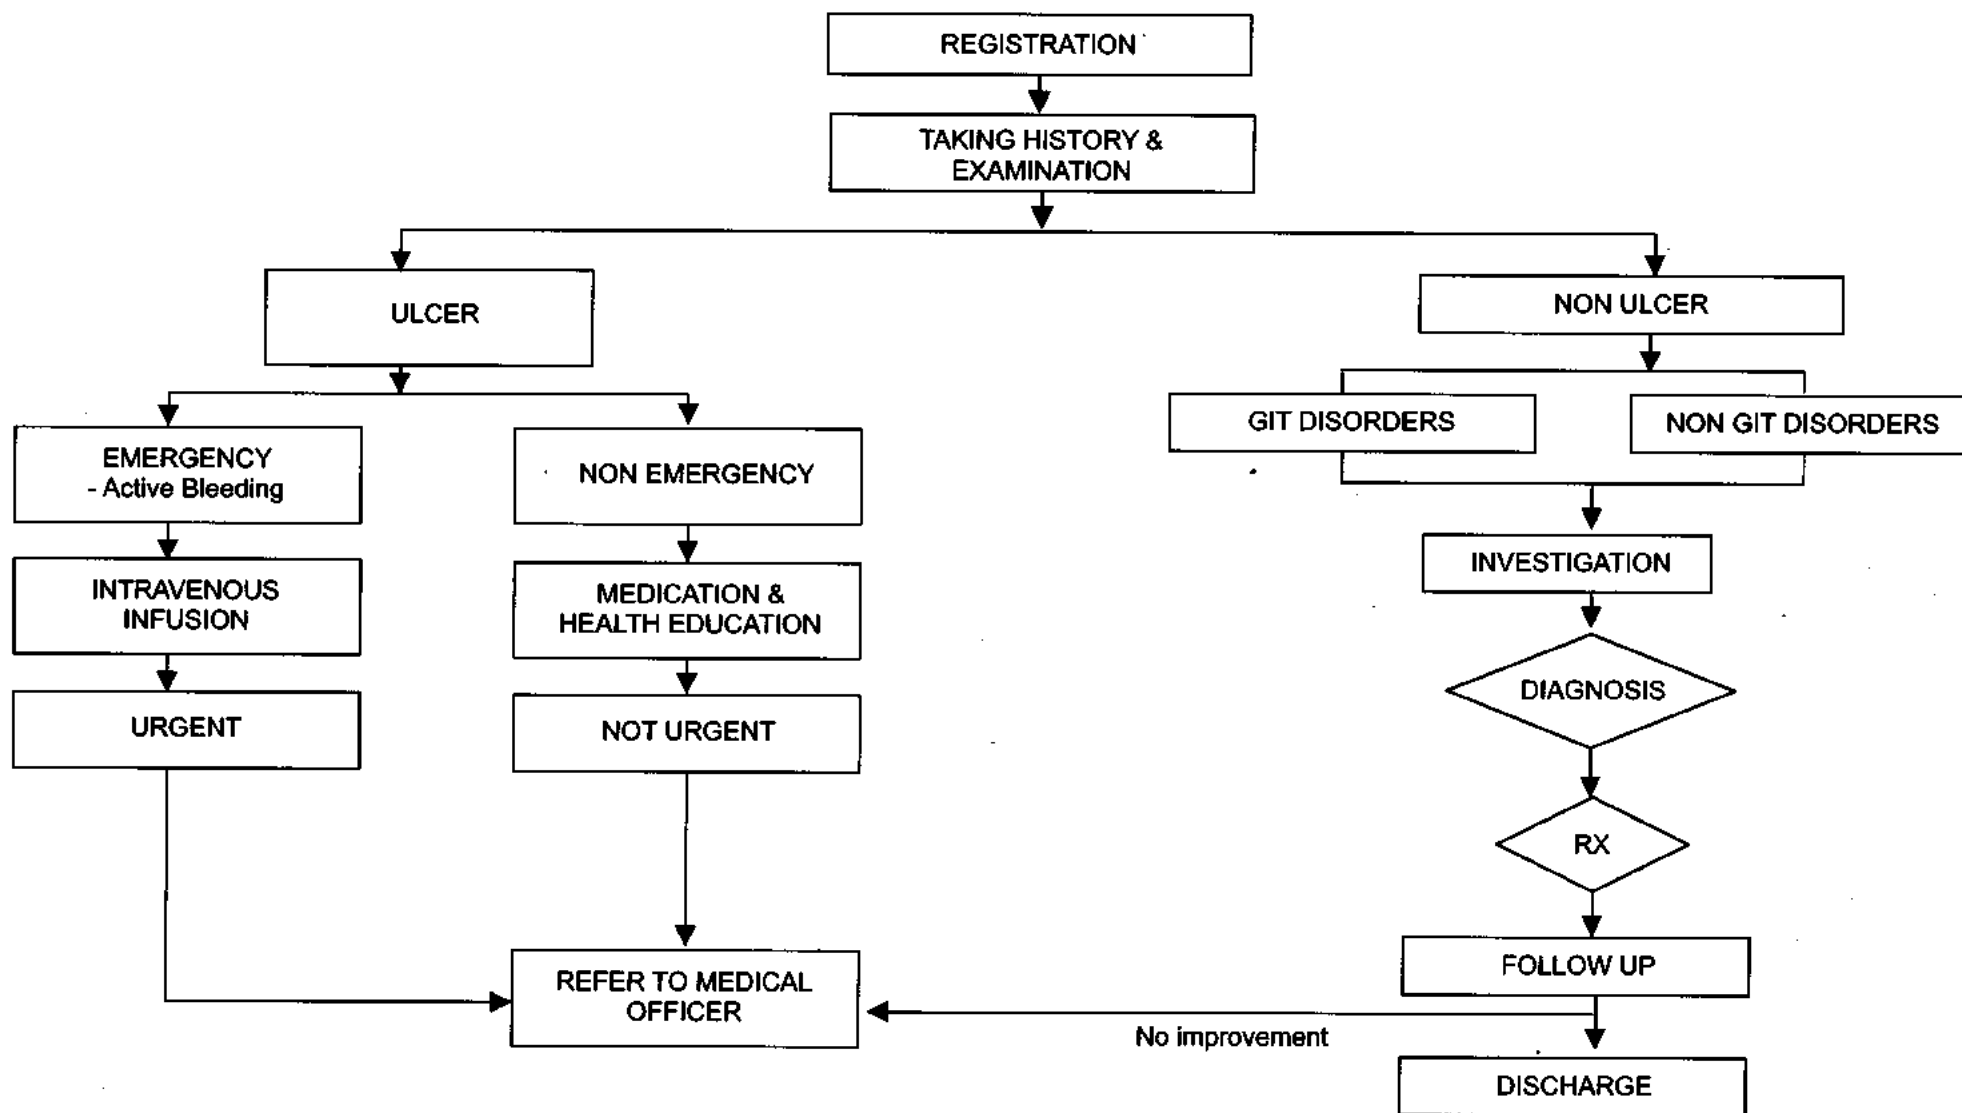 REGISTRATION
TAKING HISTORY &
EXAMINATION
ULCER
NON ULCER
GIT DISORDERS
NON GIT DISORDERS
EMERGENCY
- Active Bleeding
NON EMERGENCY
INVESTIGATION
INTRAVENOUS
INFUSION
MEDICATION &
HEALTH EDUCATION
DIAGNOSIS
URGENT
NOT URGENT
RX
FOLLOW UP
REFER TO MEDICAL
OFFICER
No improvement
DISCHARGE